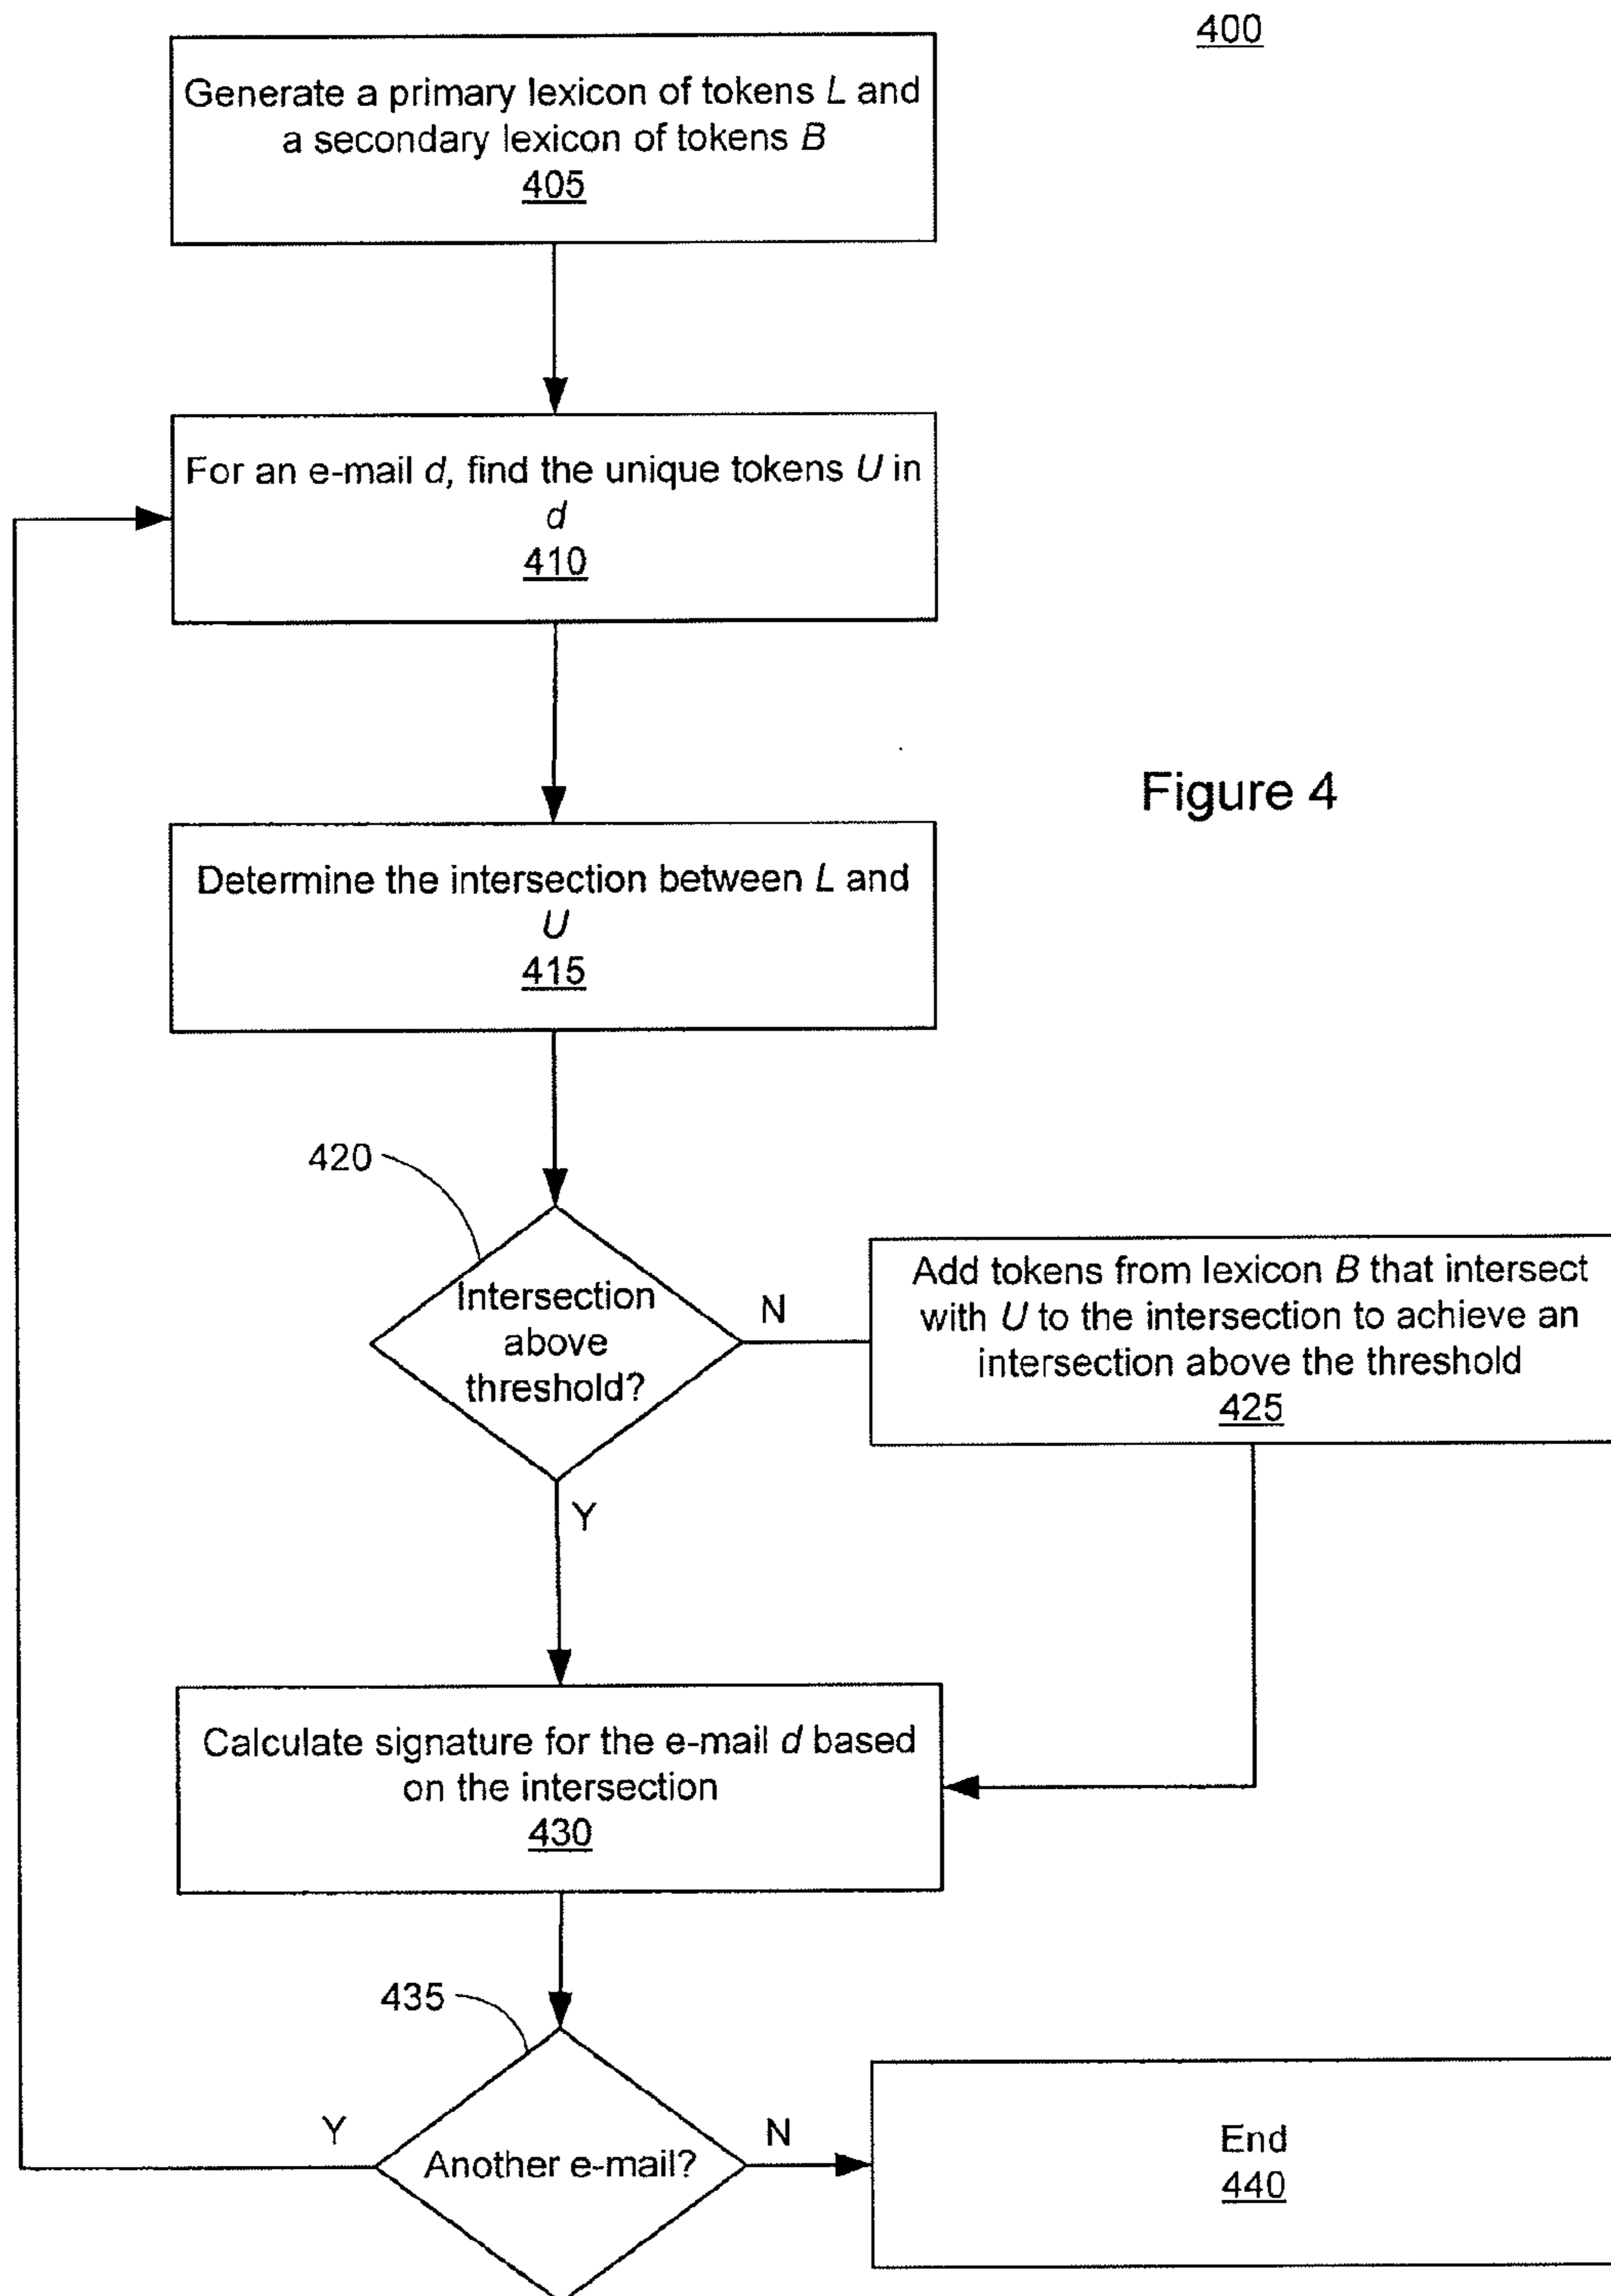 400
Generate a primary lexicon of tokens L and
a secondary lexicon of tokens B
405
For an e-mail d, find the unique tokens U in
d
410
Figure 4
Determine the intersection between L and
U
415
420
Intersection
above
threshold?
N
Y
Add tokens from lexicon B that intersect
with U to the intersection to achieve an
intersection above the threshold
425
Calculate signature for the e-mail d based
on the intersection
430
435
Y
Another e-mail?
N
End
440